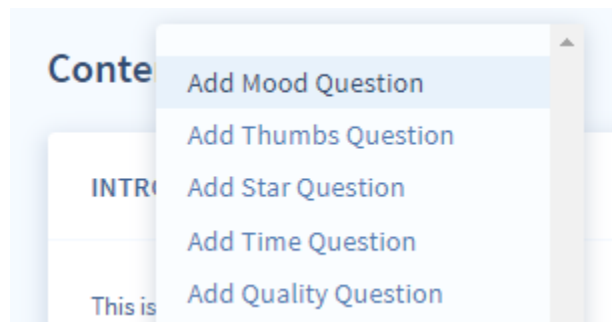 Conte
Add Mood Question
Add Thumbs Question
INTR
Add Star Question
Add Time Question
Add Quality Question
This is